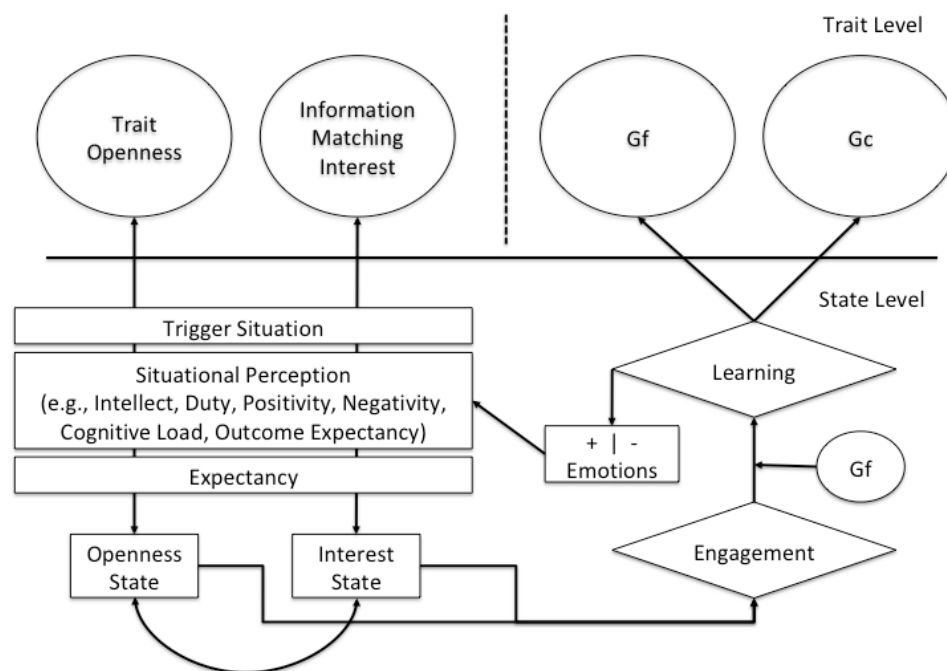 Trait Level
Trait
Openness
Information
Matching
Interest
Gf
Gc
State Level
Trigger Situation
Situational Perception
(e.g., Intellect, Duty, Positivity, Negativity,
Cognitive Load, Outcome Expectancy)
Expectancy
Learning
+ | -
Emotions
Gf
Openness
State
Interest
State
Engagement